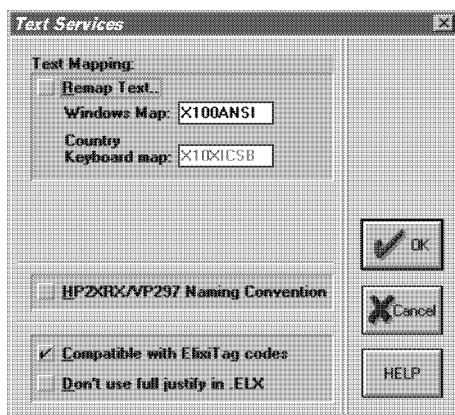 Text Services
Text Mapping:
Remap Text..
Windows Map: X100ANSI
Country
Keyboard map: X10XICSB
OK
HP2XRX/VP297 Naming Convention
Cancel
Compatible with ElixiTag codes
Don't use full justify in .ELX
HELP